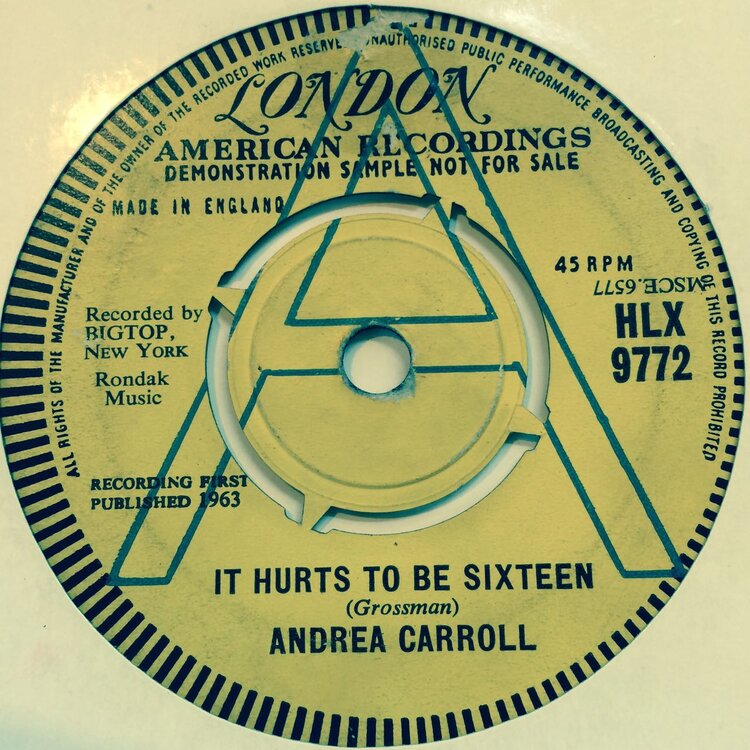 ALL RIGHTS OF THE MANUFACTURER AND OF THE OWNER OF THE RECORDED WORK RESERVED UNAUTHORISED PUBLIC PERFORMANCE BROADCASTING AND COPYING OF THIS RECORD PROHIBITED
LONDON
AMERICAN RECORDINGS
DEMONSTRATION SAMPLE NOT FOR SALE
MADE IN ENGLAND
A
45 RPM
MSCE.6577
HLX
9772
Recorded by
BIGTOP,
NEW YORK
Rondak
Music
RECORDING FIRST
PUBLISHED 1963
IT HURTS TO BE SIXTEEN
(Grossman)
ANDREA CARROLL